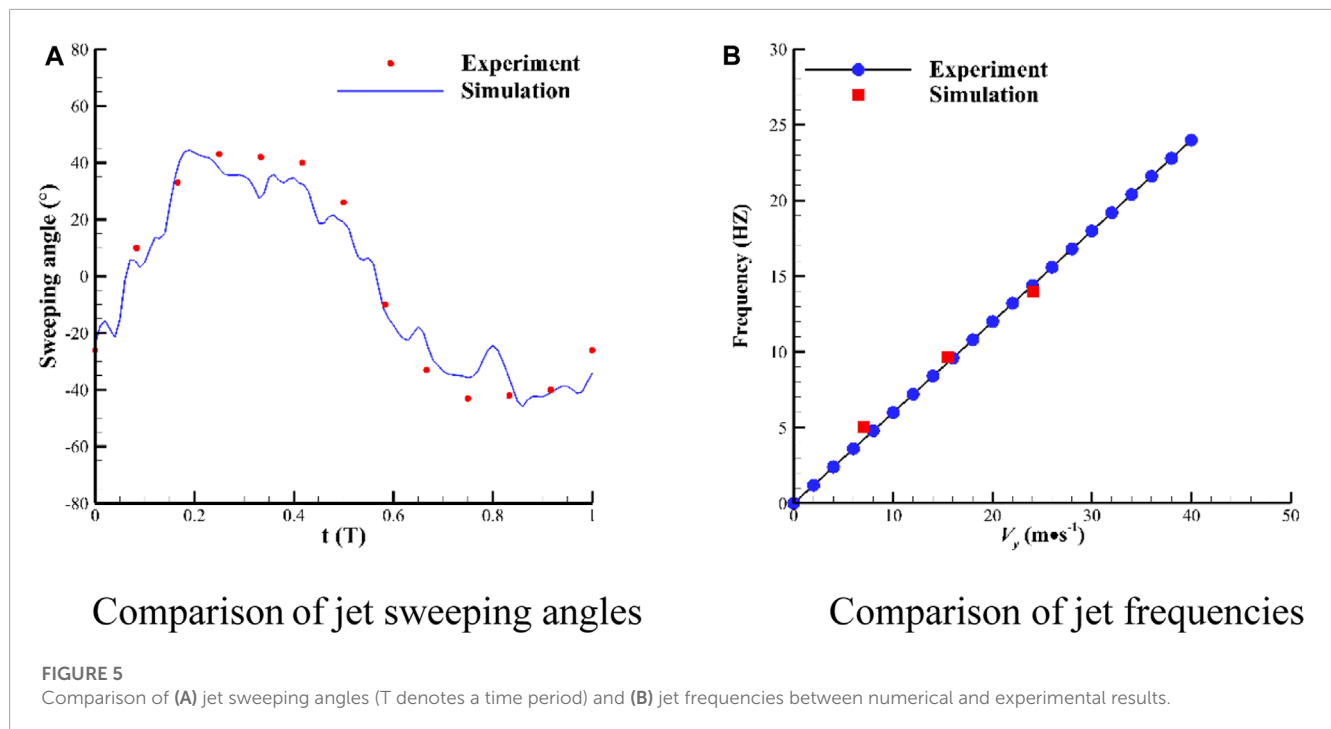 A
80
60
40
20
0
-20
-40
-60
-80
Sweeping angle (°)
Experiment
Simulation
0 0.2 0.4 0.6 0.8 1
t (T)
Comparison of jet sweeping angles
B
30
25
20
15
10
5
0
Frequency (HZ)
Experiment
Simulation
0 10 20 30 40 50
Vy (m•s-1)
Comparison of jet frequencies
FIGURE 5
Comparison of (A) jet sweeping angles (T denotes a time period) and (B) jet frequencies between numerical and experimental results.